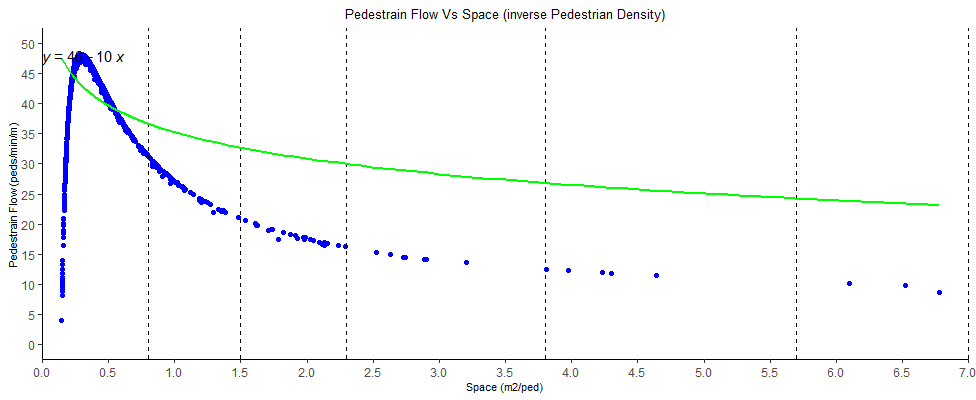 Pedestrain Flow Vs Space (inverse Pedestrian Density)
50
y = 40 - 10 x
45
40
35
30
25
20
15
10
5
0
Pedestrain Flow(peds/min/m)
0.0 0.5 1.0 1.5 2.0 2.5 3.0 3.5 4.0 4.5 5.0 5.5 6.0 6.5 7.0
Space (m2/ped)